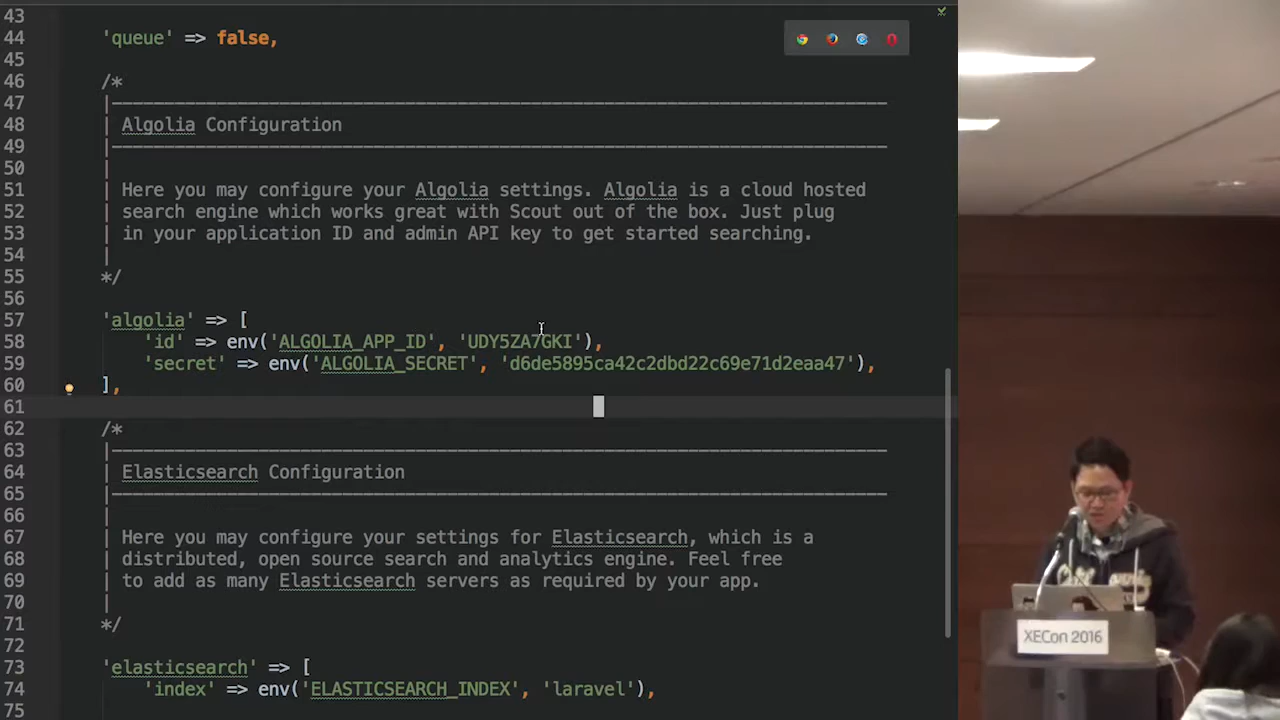 43
44 'queue' => false,
45
46 /*
47 |
48 | Algolia Configuration
49 |
50 |
51 | Here you may configure your Algolia settings. Algolia is a cloud hosted
52 | search engine which works great with Scout out of the box. Just plug
53 | in your application ID and admin API key to get started searching.
54 |
55 */
56
57 'algolia' => [
58 'id' => env('ALGOLIA_APP_ID', 'UDY5ZA7GKI'),
59 'secret' => env('ALGOLIA_SECRET', 'd6de5895ca42c2dbd22c69e71d2eaa47'),
60 ],
61
62 /*
63 |
64 | Elasticsearch Configuration
65 |
66 |
67 | Here you may configure your settings for Elasticsearch, which is a
68 | distributed, open source search and analytics engine. Feel free
69 | to add as many Elasticsearch servers as required by your app.
70 |
71 */
72
73 'elasticsearch' => [
74 'index' => env('ELASTICSEARCH_INDEX', 'laravel'),
75
XECon 2016